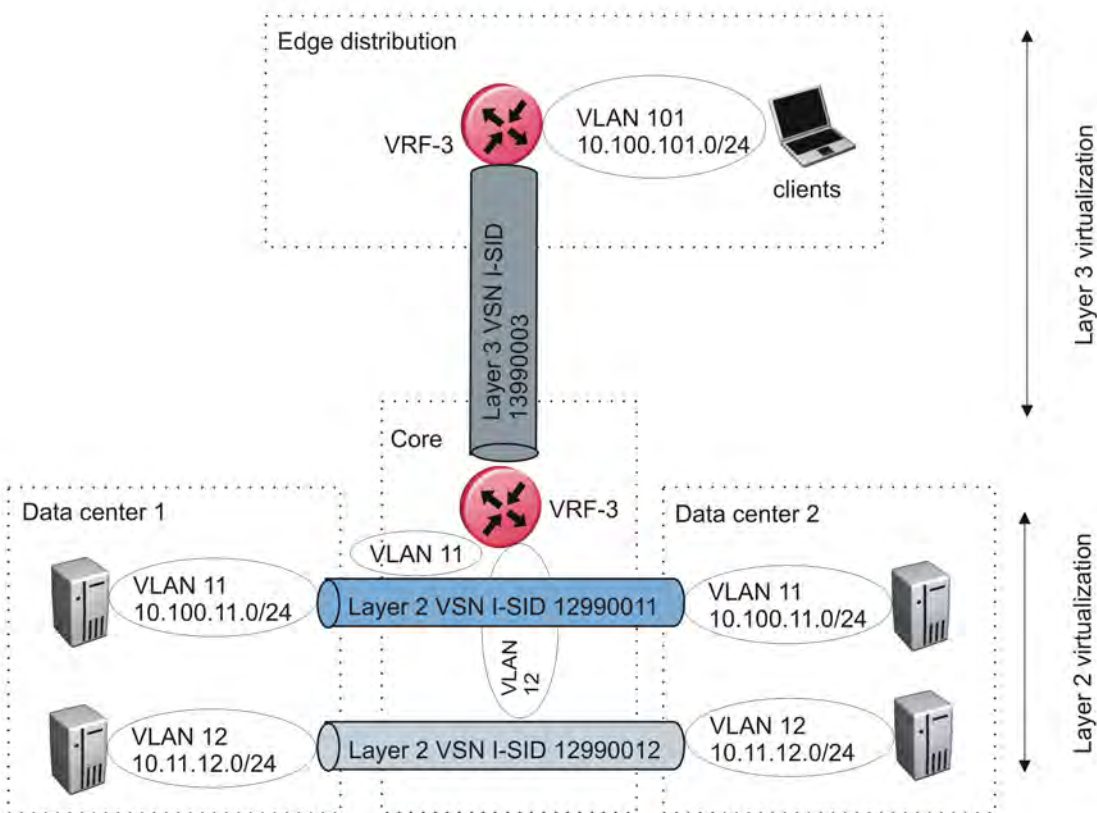 Edge distribution
VRF-3
VLAN 101
10.100.101.0/24
clients
Layer 3 virtualization
Layer 3 VSN I-SID
13990003
Core
VRF-3
Data center 1
Data center 2
VLAN 11
VLAN 11
10.100.11.0/24
Layer 2 VSN I-SID 12990011
VLAN 11
10.100.11.0/24
VLAN
12
VLAN 12
10.11.12.0/24
Layer 2 VSN I-SID 12990012
VLAN 12
10.11.12.0/24
Layer 2 virtualization